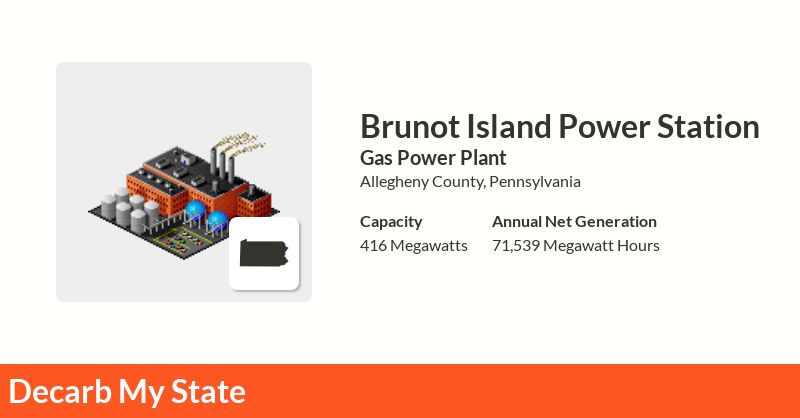 Brunot Island Power Station
Gas Power Plant
Allegheny County, Pennsylvania
Capacity
416 Megawatts
Annual Net Generation
71,539 Megawatt Hours
Decarb My State